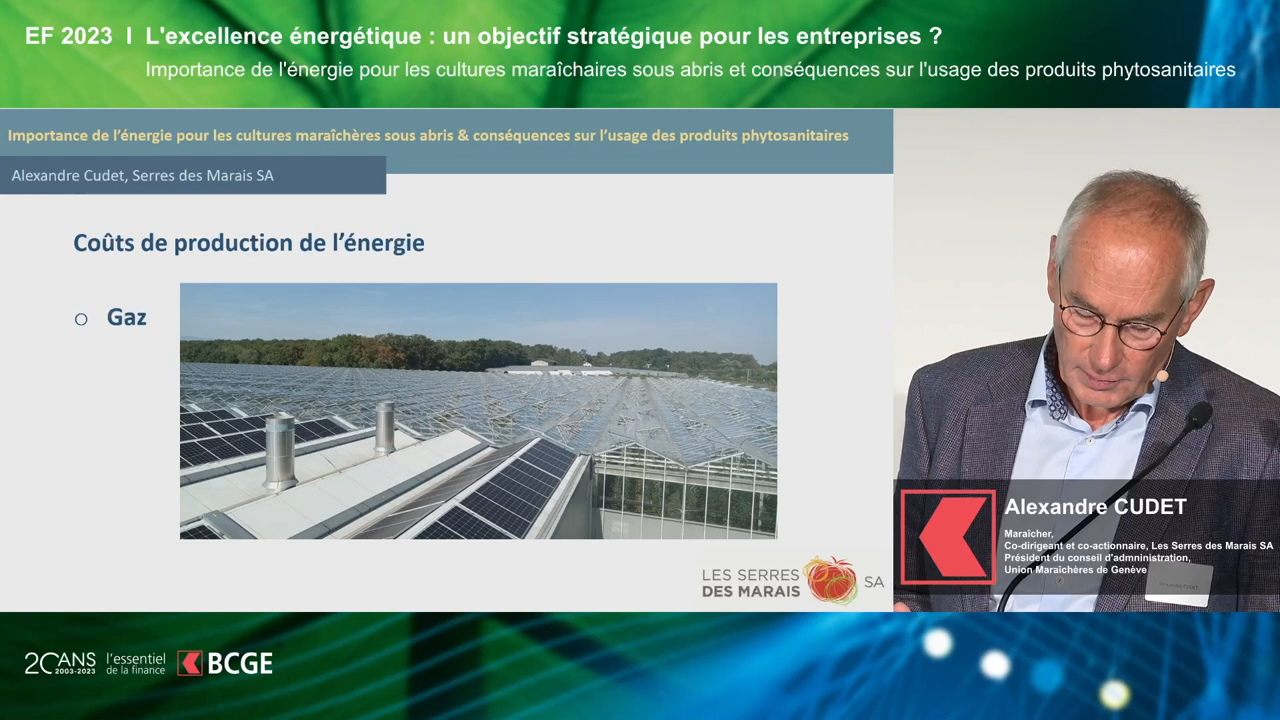 EF 2023 I L'excellence énergétique : un objectif stratégique pour les entreprises ?
Importance de l'énergie pour les cultures maraîchaires sous abris et conséquences sur l'usage des produits phytosanitaires
Importance de l'énergie pour les cultures maraîchères sous abris & conséquences sur l'usage des produits phytosanitaires
Alexandre Cudet, Serres des Marais SA
Coûts de production de l'énergie
o Gaz
LES SERRES
DES MARAIS
SA
Alexandre CUDET
Maraîcher,
Co-dirigeant et co-actionnaire, Les Serres des Marais SA
Président du conseil d'admninistration,
Union Maraîchères de Genève
Alexandre CUDET
20 ANS
2003-2023
l'essentiel
de la finance
BCGE